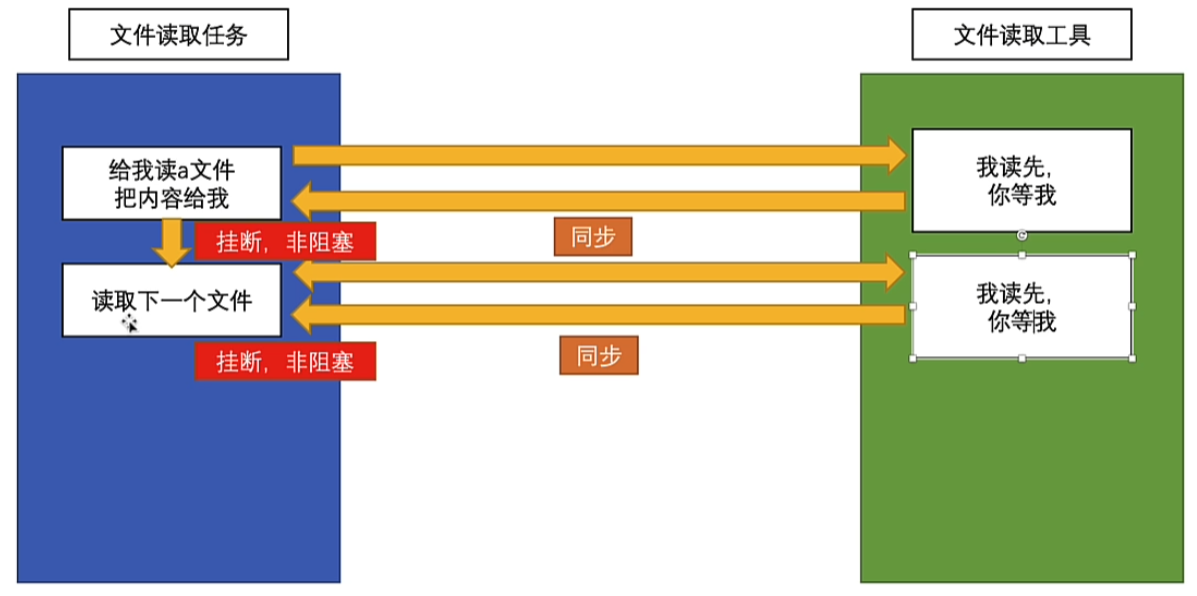 文件读取任务
文件读取工具
给我读a文件
把内容给我
我读先,
你等我
挂断, 非阻塞
同步
读取下一个文件
我读先,
你等我
挂断, 非阻塞
同步